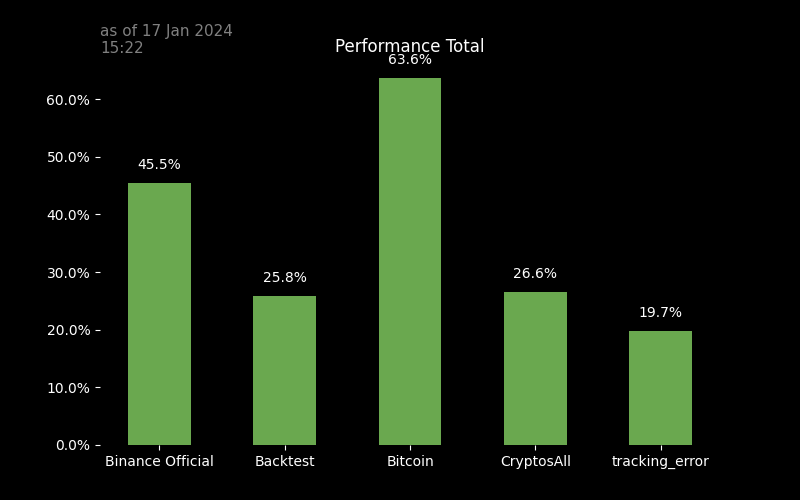 as of 17 Jan 2024
15:22
Performance Total
63.6%
60.0%
50.0%
45.5%
40.0%
30.0%
25.8%
26.6%
20.0%
19.7%
10.0%
0.0%
Binance Official
Backtest
Bitcoin
CryptosAll
tracking_error